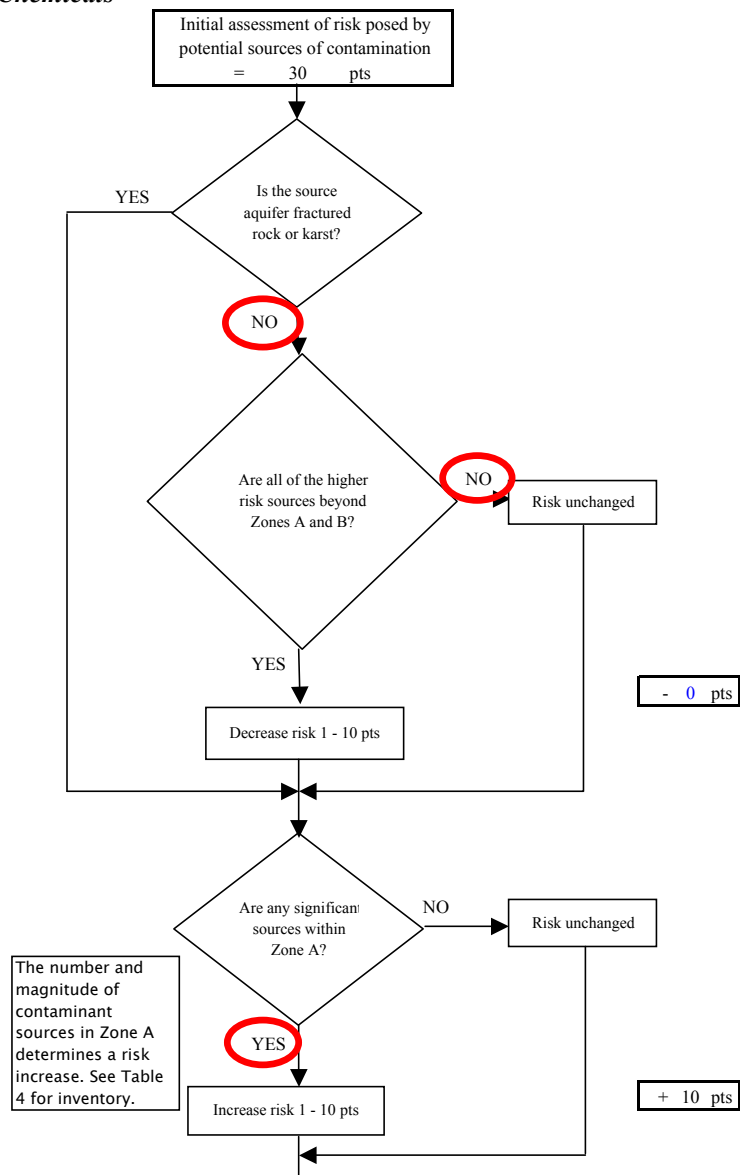 Chemicals
Initial assessment of risk posed by
potential sources of contamination
= 30 pts
YES
Is the source
aquifer fractured
rock or karst?
NO
Are all of the higher
risk sources beyond
Zones A and B?
NO
Risk unchanged
YES
- 0 pts
Decrease risk 1 - 10 pts
Are any significant
sources within
Zone A?
NO
Risk unchanged
The number and
magnitude of
contaminant
sources in Zone A
determines a risk
increase. See Table
4 for inventory.
YES
+ 10 pts
Increase risk 1 - 10 pts